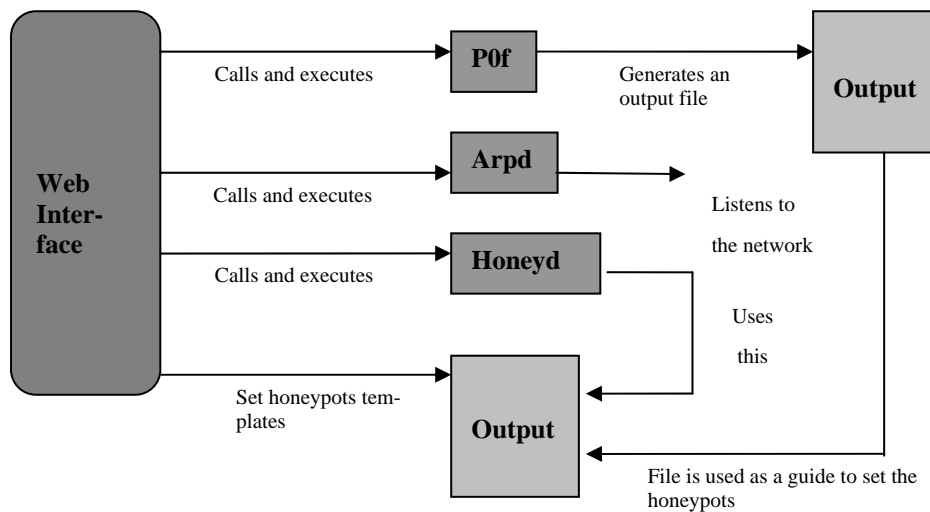 Web
Inter-
face
Calls and executes
P0f
Generates an
output file
Output
Calls and executes
Arpd
Listens to
the network
Calls and executes
Honeyd
Uses
this
Set honeypots tem-
plates
Output
File is used as a guide to set the
honeypots